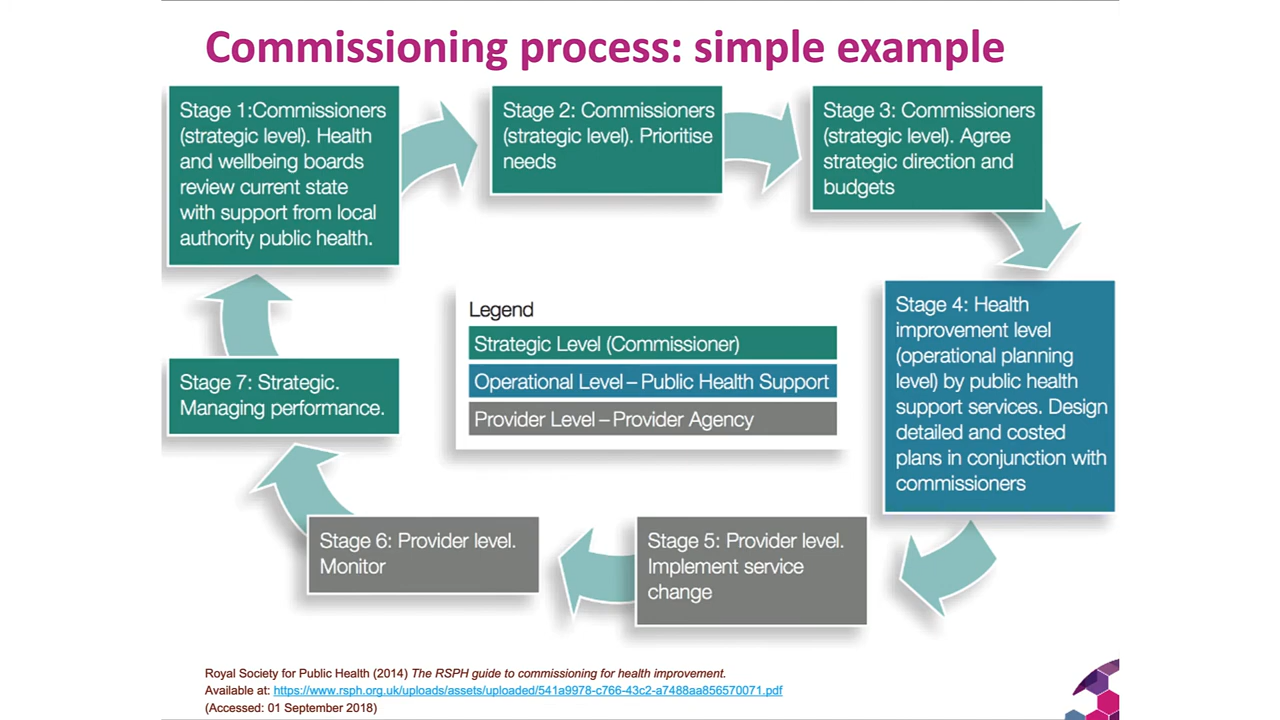 Commissioning process: simple example
Stage 1:Commissioners
(strategic level). Health
and wellbeing boards
review current state
with support from local
authority public health.
Stage 2: Commissioners
(strategic level). Prioritise
needs
Stage 3: Commissioners
(strategic level). Agree
strategic direction and
budgets
Stage 4: Health
improvement level
(operational planning
level) by public health
support services. Design
detailed and costed
plans in conjunction with
commissioners
Stage 5: Provider level.
Implement service
change
Stage 6: Provider level.
Monitor
Stage 7: Strategic.
Managing performance.
Legend
Strategic Level (Commissioner)
Operational Level – Public Health Support
Provider Level – Provider Agency
Royal Society for Public Health (2014) The RSPH guide to commissioning for health improvement.
Available at: https://www.rsph.org.uk/uploads/assets/uploaded/541a9978-c766-43c2-a7488aa856570071.pdf
(Accessed: 01 September 2018)